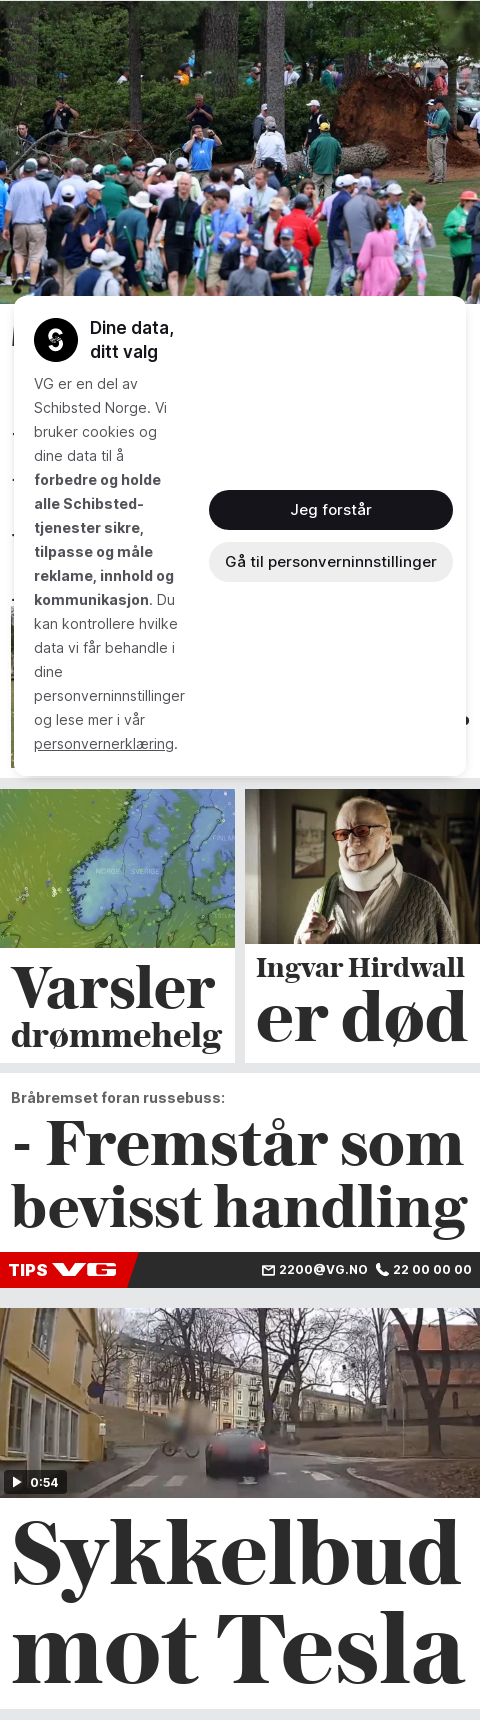 Dine data,
ditt valg
VG er en del av
Schibsted Norge. Vi
bruker cookies og
dine data til å
forbedre og holde
alle Schibsted-
tjenester sikre,
tilpasse og måle
reklame, innhold og
kommunikasjon. Du
kan kontrollere hvilke
data vi får behandle i
dine
personverninnstillinger
og lese mer i vår
personvernerklæring.
Jeg forstår
Gå til personverninnstillinger
NORGE SVERIGE
Varsler
drømmehelg
Ingvar Hirdwall
er død
Bråbremset foran russebuss:
- Fremstår som
bevisst handling
TIPS VG
2200@VG.NO 22 00 00 00
0:54
Sykkelbud
mot Tesla